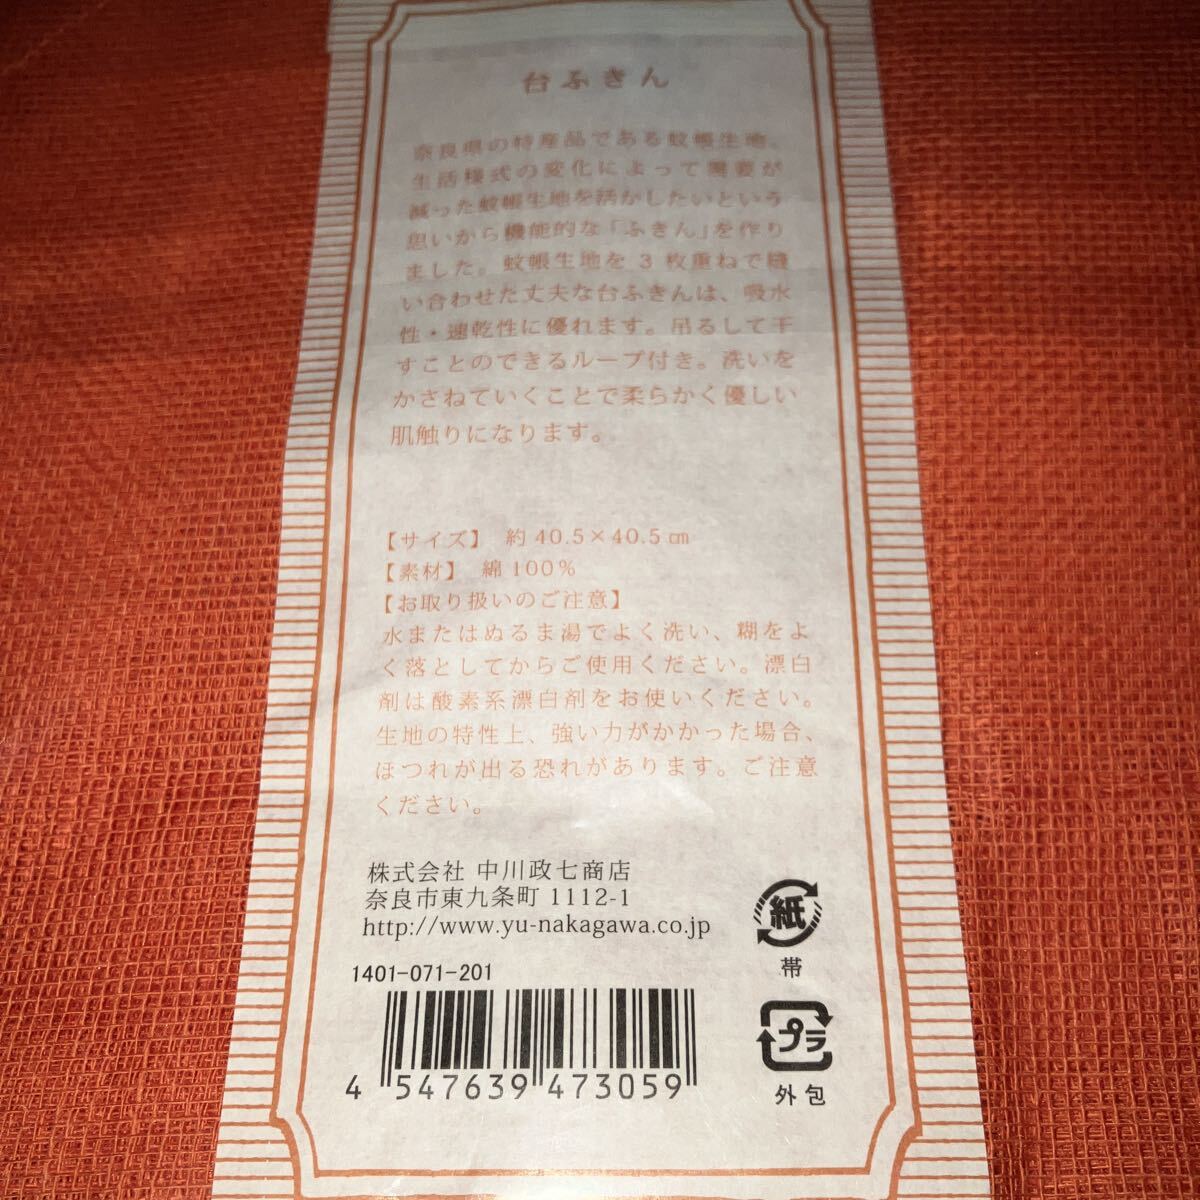 台ふきん
奈良県の特産品である蚊帳生地。
生活様式の変化によって需要が
減った蚊帳生地を活かしたいという
思いから機能的な「ふきん」を作り
ました。蚊帳生地を3枚重ねで縫
い合わせた丈夫な台ふきんは、吸水
性・速乾性に優れます。吊るして干
すことのできるループ付き。洗いを
かさねていくことで柔らかく優しい
肌触りになります。
【サイズ】 約40.5×40.5㎝
【素材】 綿100%
【お取り扱いのご注意】
水またはぬるま湯でよく洗い、糊をよ
く落としてからご使用ください。漂白
剤は酸素系漂白剤をお使いください。
生地の特性上、強い力がかかった場合、
ほつれが出る恐れがあります。ご注意
ください。
株式会社 中川政七商店
奈良市東九条町 1112-1
http://www.yu-nakagawa.co.jp
紙
帯
1401-071-201
プラ
外包
4 547639 473059